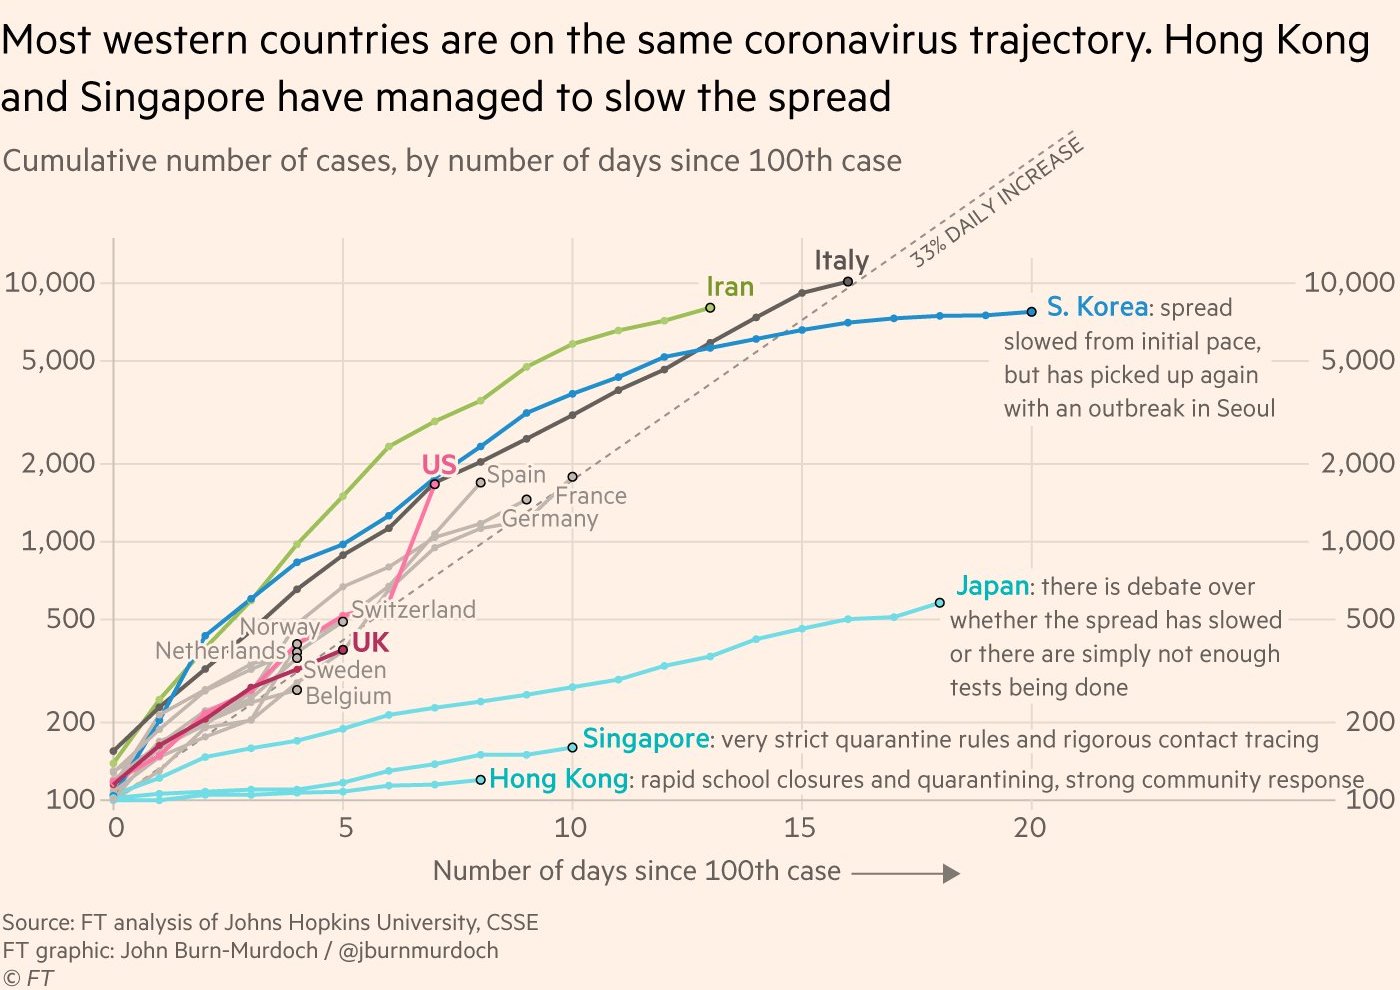 Most western countries are on the same coronavirus trajectory. Hong Kong
and Singapore have managed to slow the spread
Cumulative number of cases, by number of days since 100th case
33% DAILY INCREASE
Italy
Iran
10,000
10,000
S. Korea: spread
slowed from initial pace,
but has picked up again
with an outbreak in Seoul
5,000
5,000
US
2,000
2,000
Spain
France
Germany
1,000
1,000
Japan: there is debate over
whether the spread has slowed
or there are simply not enough
tests being done
Switzerland
500
500
Norway
UK
Netherlands
Sweden
Belgium
200
200
Singapore: very strict quarantine rules and rigorous contact tracing
Hong Kong: rapid school closures and quarantining, strong community response
100
100
0
5
10
15
20
Number of days since 100th case
Source: FT analysis of Johns Hopkins University, CSSE
FT graphic: John Burn-Murdoch / @jburnmurdoch
© FT